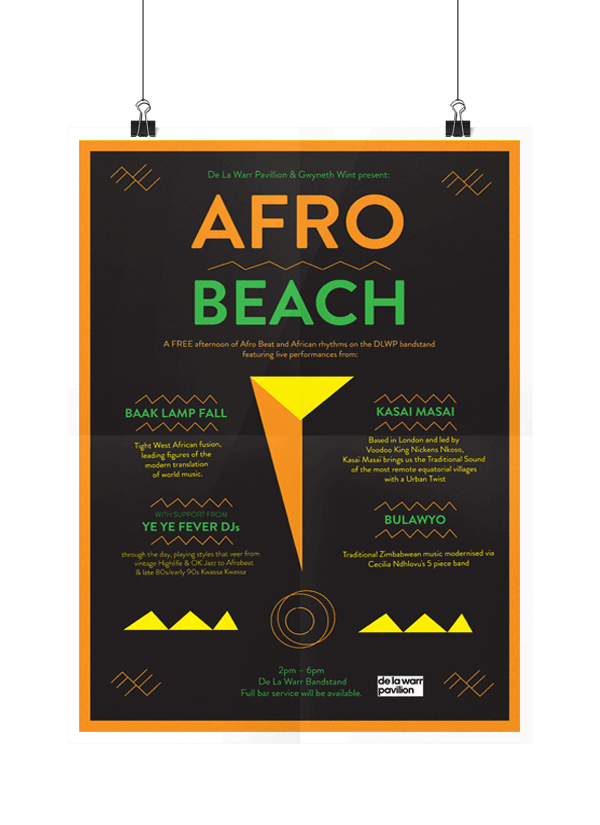 De La Warr Pavillion & Gwyneth Wint present:
AFRO
BEACH
A FREE afternoon of Afro Beat and African rhythms on the DLWP bandstand
featuring live performances from:
BAAK LAMP FALL
Tight West African fusion,
leading figures of the
modern translation
of world music.
WITH SUPPORT FROM
YE YE FEVER DJs
through the day, playing styles that veer from
vintage Highlife & OK Jazz to Afrobeat
& late 80s/early 90s Kwassa Kwassa
KASAI MASAI
Based in London and led by
Voodoo King Nickens Nkoso,
Kasai Masai brings us the Traditional Sound
of the most remote equatorial villages
with a Urban Twist
BULAWYO
Traditional Zimbabwean music modernised via
Cecilia Ndhlovu's 5 piece band
2pm – 6pm
De La Warr Bandstand
Full bar service will be available.
de la warr
pavilion